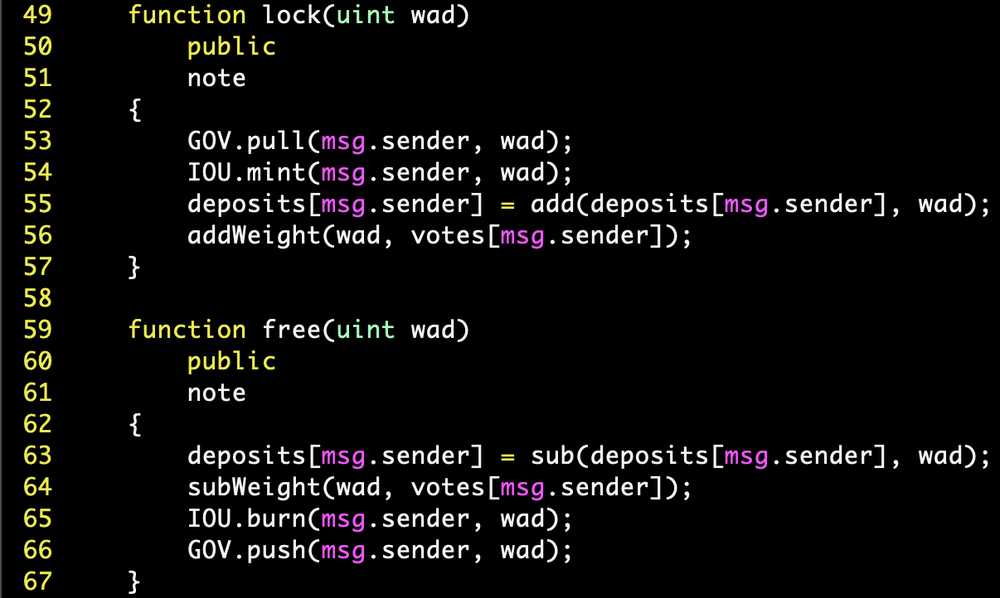 49     function lock(uint wad)
50         public
51         note
52     {
53         GOV.pull(msg.sender, wad);
54         IOU.mint(msg.sender, wad);
55         deposits[msg.sender] = add(deposits[msg.sender], wad);
56         addWeight(wad, votes[msg.sender]);
57     }
58
59     function free(uint wad)
60         public
61         note
62     {
63         deposits[msg.sender] = sub(deposits[msg.sender], wad);
64         subWeight(wad, votes[msg.sender]);
65         IOU.burn(msg.sender, wad);
66         GOV.push(msg.sender, wad);
67     }